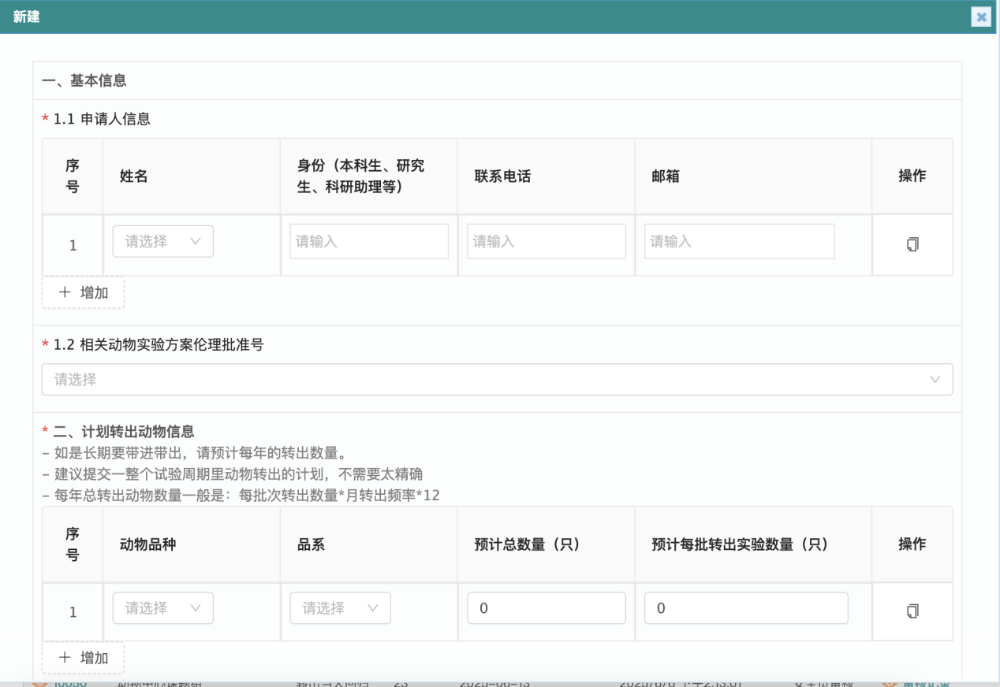 新建
一、基本信息
* 1.1 申请人信息
序号 姓名 身份（本科生、研究生、科研助理等） 联系电话 邮箱 操作
1 请选择 请输入 请输入 请输入
+ 增加
* 1.2 相关动物实验方案伦理批准号
请选择
* 二、计划转出动物信息
- 如是长期要带进带出，请预计每年的转出数量。
- 建议提交一整个试验周期里动物转出的计划，不需要太精确
- 每年总转出动物数量一般是：每批次转出数量*月转出频率*12
序号 动物品种 品系 预计总数量（只） 预计每批转出实验数量（只） 操作
1 请选择 请选择 0 0
+ 增加